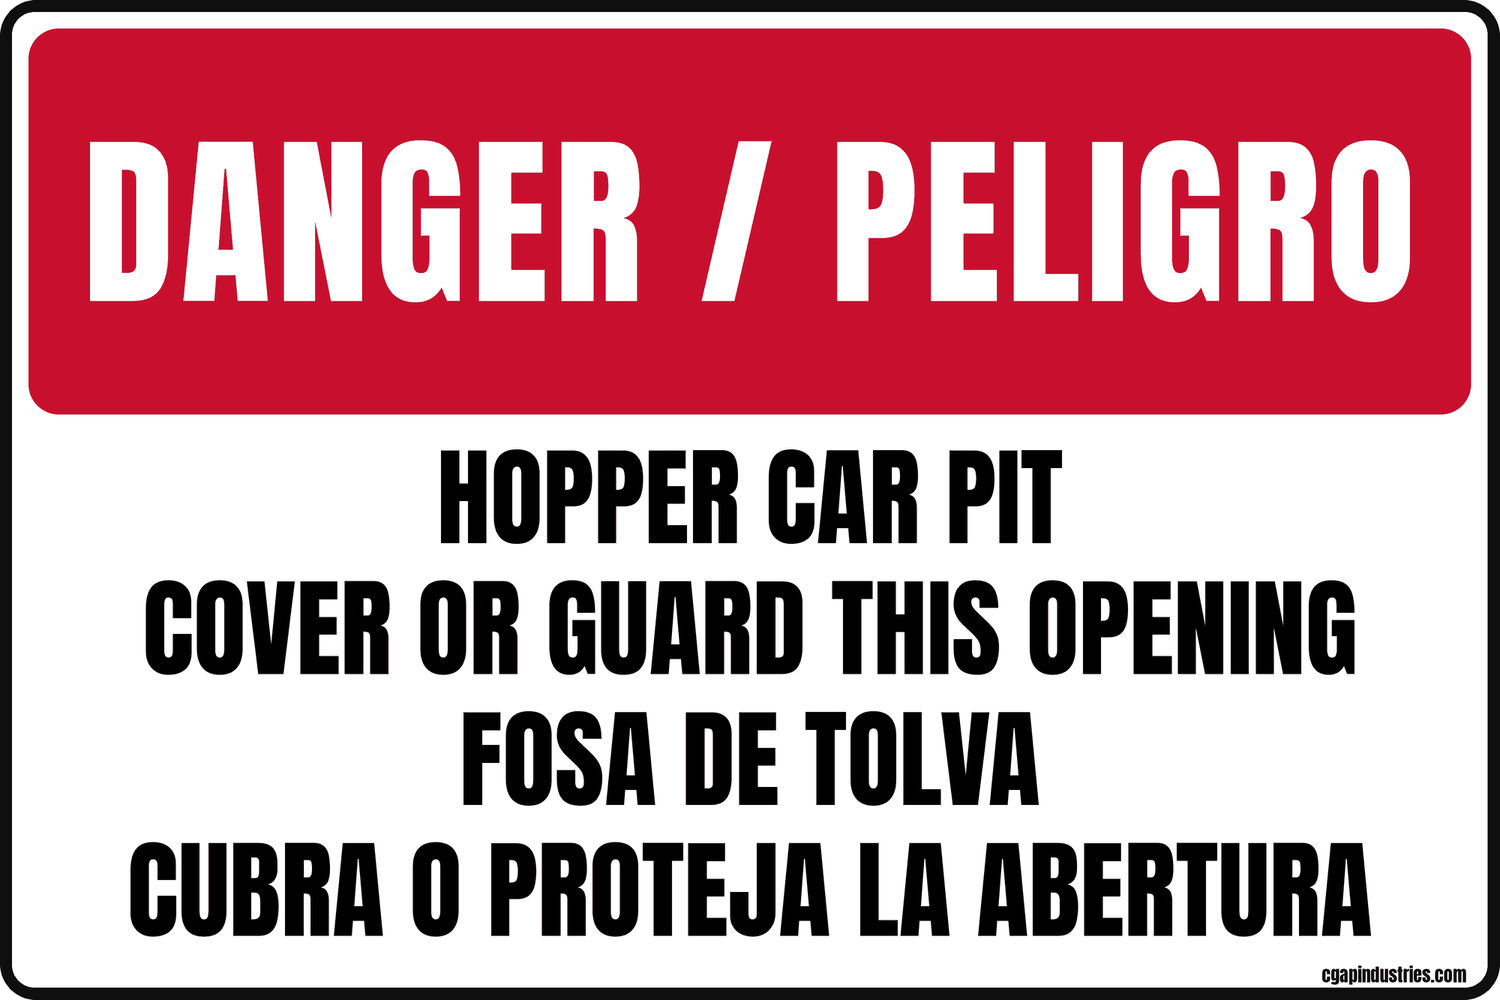 DANGER / PELIGRO
HOPPER CAR PIT
COVER OR GUARD THIS OPENING
FOSA DE TOLVA
CUBRA O PROTEJA LA ABERTURA
cgapindustries.com